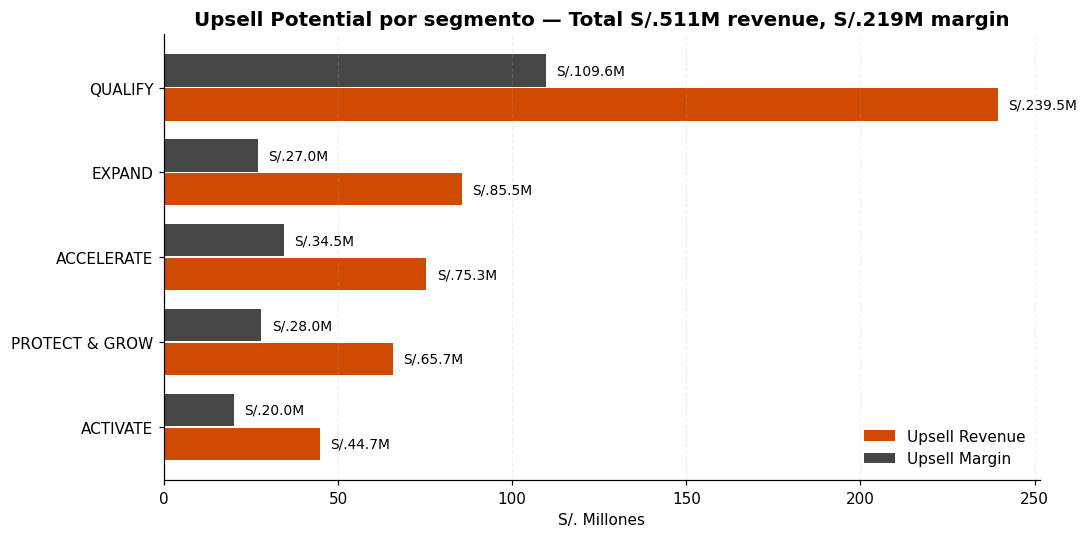 Upsell Potential por segmento — Total S/.511M revenue, S/.219M margin
QUALIFY
S/.109.6M
S/.239.5M
EXPAND
S/.27.0M
S/.85.5M
ACCELERATE
S/.34.5M
S/.75.3M
PROTECT & GROW
S/.28.0M
S/.65.7M
ACTIVATE
S/.20.0M
S/.44.7M
Upsell Revenue
Upsell Margin
0 50 100 150 200 250
S/. Millones